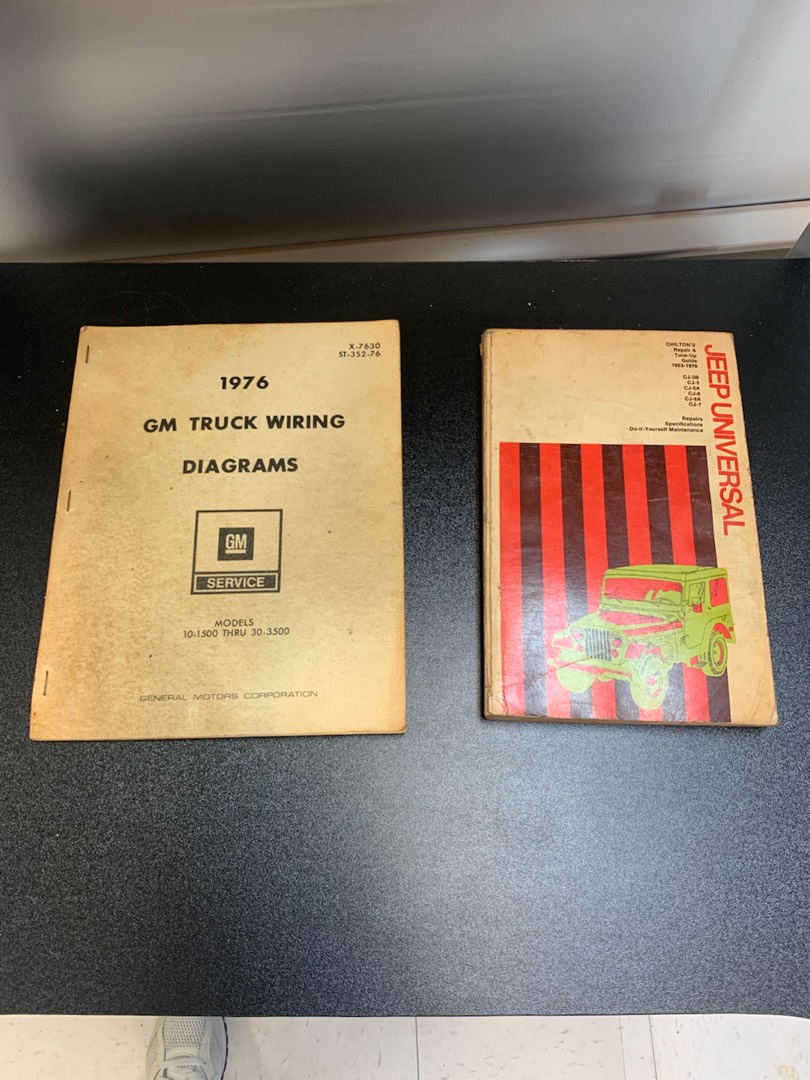 X-7630
ST-352-76
1976
GM TRUCK WIRING
DIAGRAMS
GM
SERVICE
MODELS
10-1500 THRU 30-3500
GENERAL MOTORS CORPORATION
CHILTON'S
Repair &
Tune-Up
Guide
1953-1976
CJ-3B
CJ-5
CJ-5A
CJ-6
CJ-6A
CJ-7
Repairs
Specifications
Do-It-Yourself Maintenance
JEEP UNIVERSAL